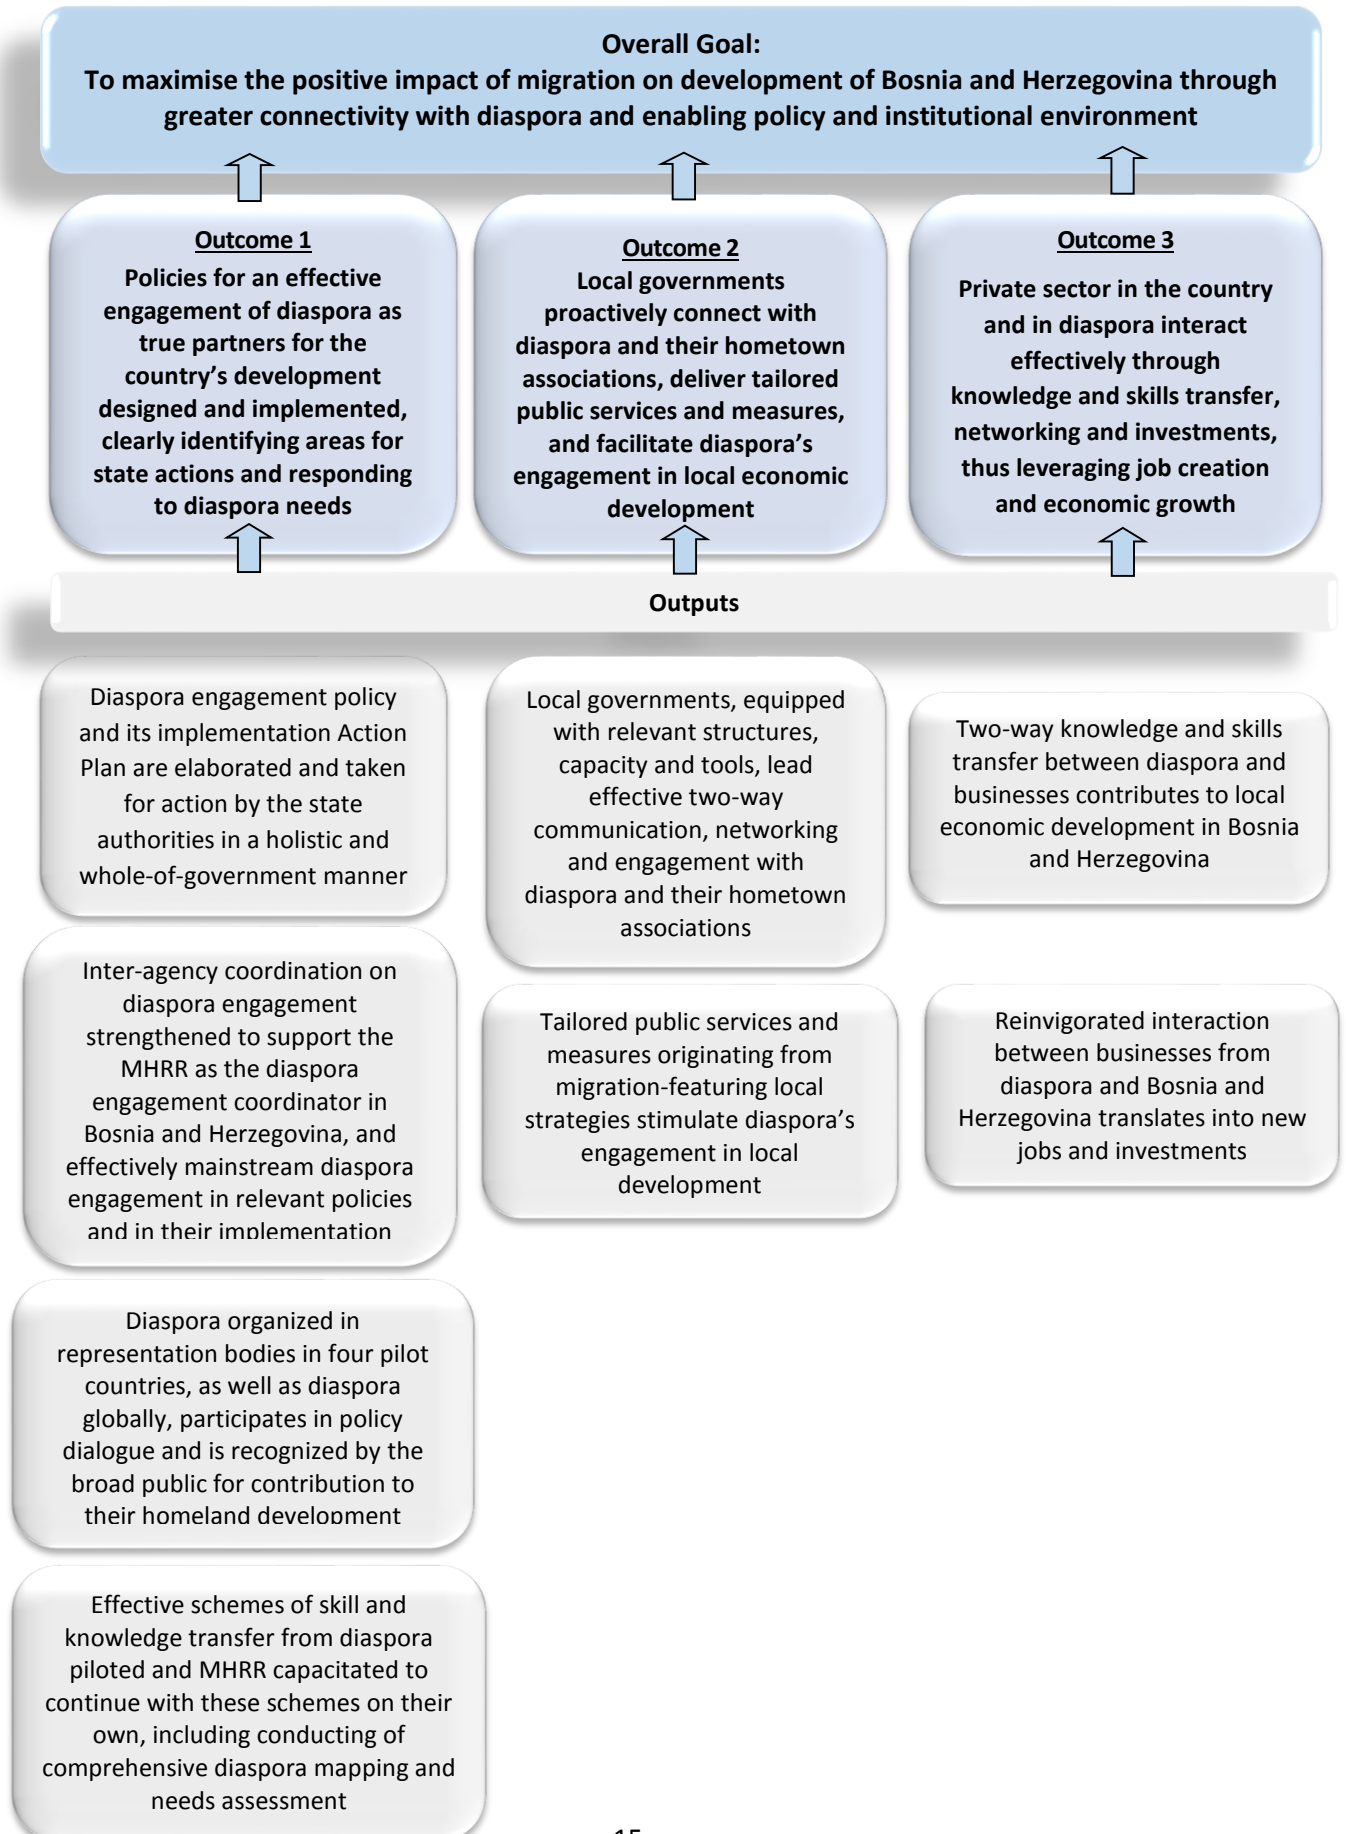 Overall Goal:
To maximise the positive impact of migration on development of Bosnia and Herzegovina through
greater connectivity with diaspora and enabling policy and institutional environment
Outcome 1
Policies for an effective
engagement of diaspora as
true partners for the
country’s development
designed and implemented,
clearly identifying areas for
state actions and responding
to diaspora needs
Outcome 2
Local governments
proactively connect with
diaspora and their hometown
associations, deliver tailored
public services and measures,
and facilitate diaspora’s
engagement in local economic
development
Outcome 3
Private sector in the country
and in diaspora interact
effectively through
knowledge and skills transfer,
networking and investments,
thus leveraging job creation
and economic growth
Outputs
Diaspora engagement policy
and its implementation Action
Plan are elaborated and taken
for action by the state
authorities in a holistic and
whole-of-government manner
Inter-agency coordination on
diaspora engagement
strengthened to support the
MHRR as the diaspora
engagement coordinator in
Bosnia and Herzegovina, and
effectively mainstream diaspora
engagement in relevant policies
and in their implementation
Diaspora organized in
representation bodies in four pilot
countries, as well as diaspora
globally, participates in policy
dialogue and is recognized by the
broad public for contribution to
their homeland development
Effective schemes of skill and
knowledge transfer from diaspora
piloted and MHRR capacitated to
continue with these schemes on their
own, including conducting of
comprehensive diaspora mapping and
needs assessment
Local governments, equipped
with relevant structures,
capacity and tools, lead
effective two-way
communication, networking
and engagement with
diaspora and their hometown
associations
Tailored public services and
measures originating from
migration-featuring local
strategies stimulate diaspora’s
engagement in local
development
Two-way knowledge and skills
transfer between diaspora and
businesses contributes to local
economic development in Bosnia
and Herzegovina
Reinvigorated interaction
between businesses from
diaspora and Bosnia and
Herzegovina translates into new
jobs and investments
15